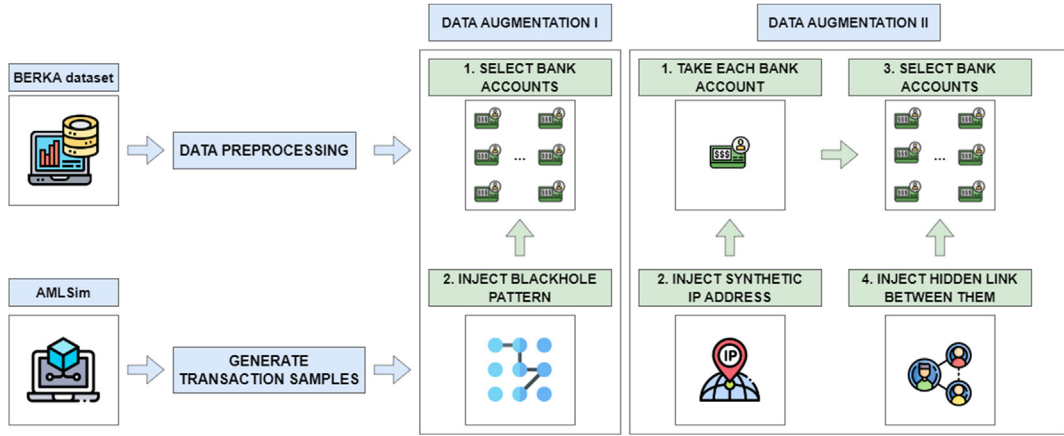 DATA AUGMENTATION I
DATA AUGMENTATION II
BERKA dataset
1. SELECT BANK
ACCOUNTS
1. TAKE EACH BANK
ACCOUNT
3. SELECT BANK
ACCOUNTS
DATA PREPROCESSING
...
...
AMLSim
2. INJECT BLACKHOLE
PATTERN
2. INJECT SYNTHETIC
IP ADDRESS
4. INJECT HIDDEN LINK
BETWEEN THEM
GENERATE
TRANSACTION SAMPLES
$$$
IP